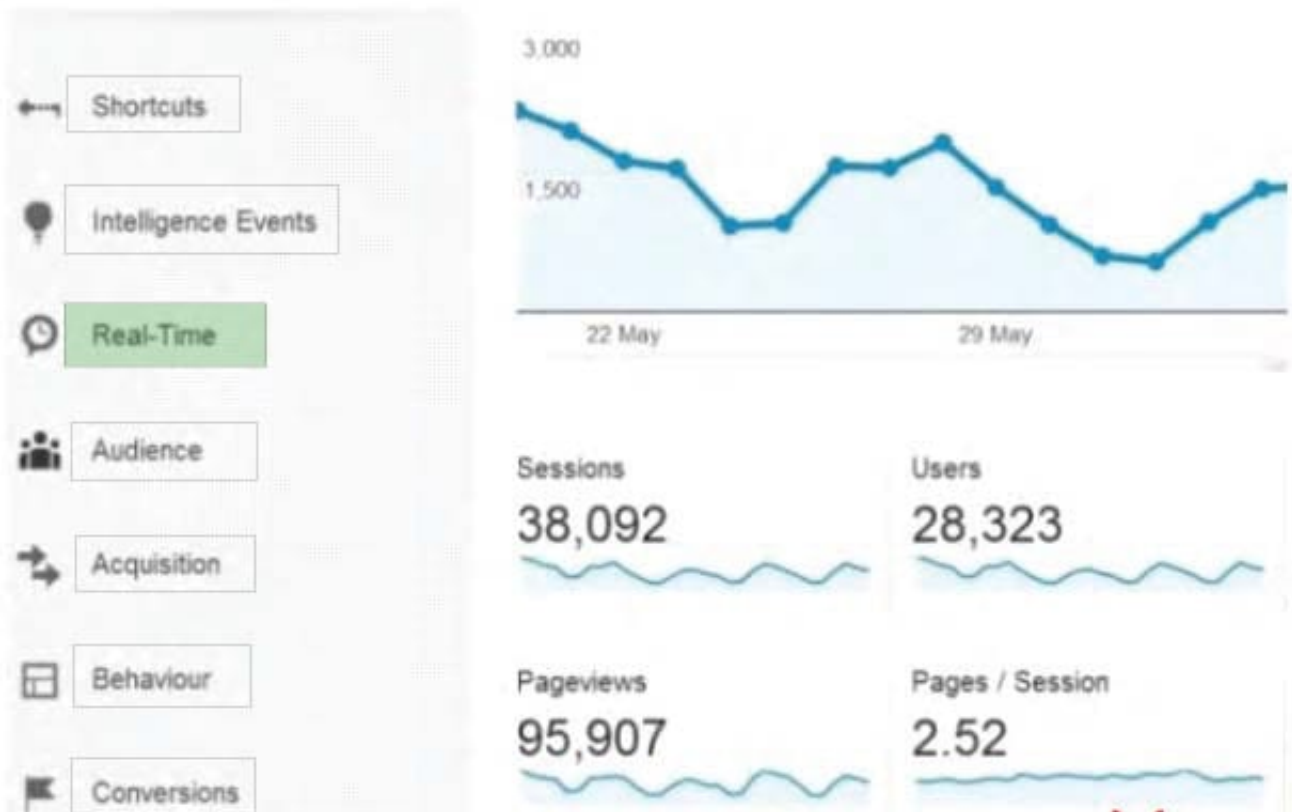 Shortcuts
Intelligence Events
Real-Time
Audience
Acquisition
Behaviour
Conversions
3,000
1,500
22 May
29 May
Sessions
38,092
Users
28,323
Pageviews
95,907
Pages / Session
2.52